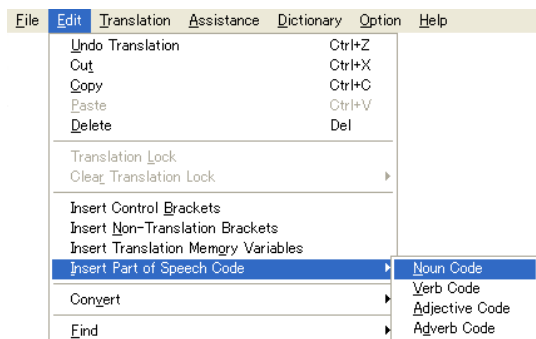 File Edit Translation Assistance Dictionary Option Help
Undo Translation Ctrl+Z
Cut Ctrl+X
Copy Ctrl+C
Paste Ctrl+V
Delete Del
Translation Lock
Clear Translation Lock
Insert Control Brackets
Insert Non-Translation Brackets
Insert Translation Memory Variables
Insert Part of Speech Code
Noun Code
Verb Code
Convert
Adjective Code
Find
Adverb Code